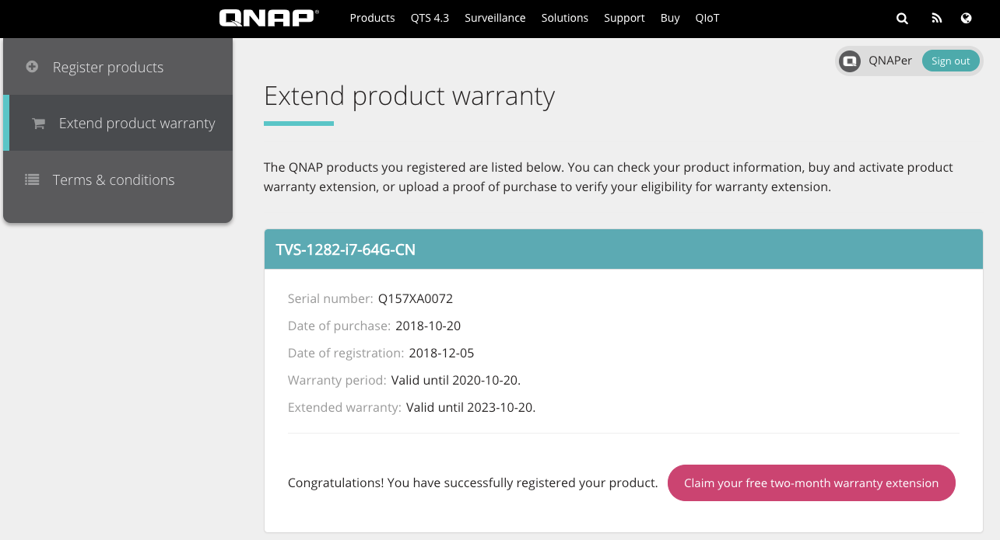 QNAP®
Products QTS 4.3 Surveillance Solutions Support Buy QIoT
Register products
Extend product warranty
Terms & conditions
QNAPer Sign out
Extend product warranty
The QNAP products you registered are listed below. You can check your product information, buy and activate product
warranty extension, or upload a proof of purchase to verify your eligibility for warranty extension.
TVS-1282-i7-64G-CN
Serial number: Q157XA0072
Date of purchase: 2018-10-20
Date of registration: 2018-12-05
Warranty period: Valid until 2020-10-20.
Extended warranty: Valid until 2023-10-20.
Congratulations! You have successfully registered your product. Claim your free two-month warranty extension